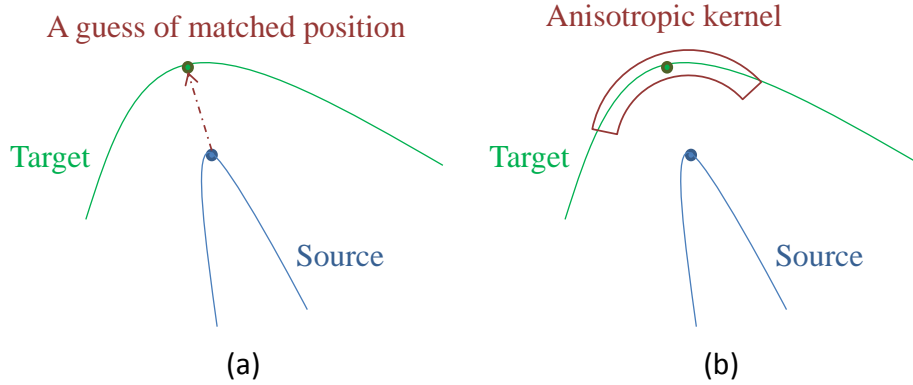 A guess of matched position
Target
Source
(a)
Anisotropic kernel
Target
Source
(b)